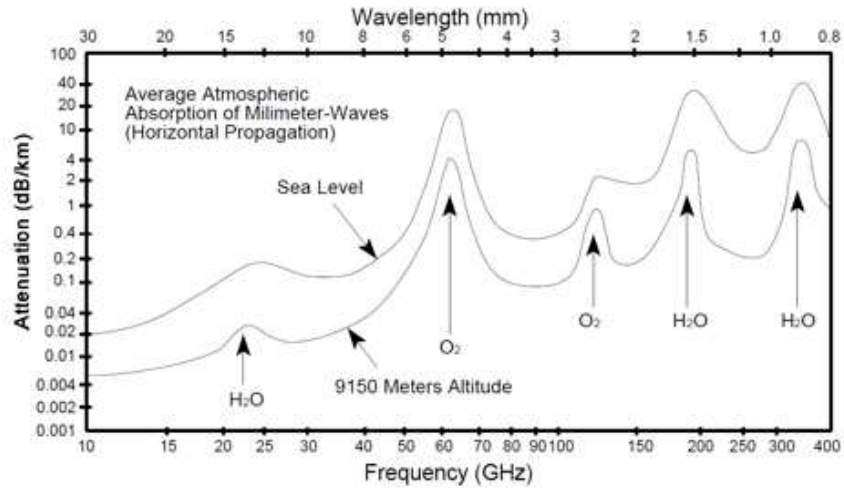 Wavelength (mm)
30 20 15 10 8 7 6 5 4 3 2 1.5 1.0 0.8
100
40
20
10
4
2
1
0.4
0.2
0.1
0.04
0.02
0.01
0.004
0.002
0.001
Attenuation (dB/km)
Average Atmospheric
Absorption of Milimeter-Waves
(Horizontal Propagation)
Sea Level
9150 Meters Altitude
H₂O
O₂
O₂
H₂O
H₂O
10 15 20 25 30 40 50 60 70 80 90 100 150 200 250 300 400
Frequency (GHz)